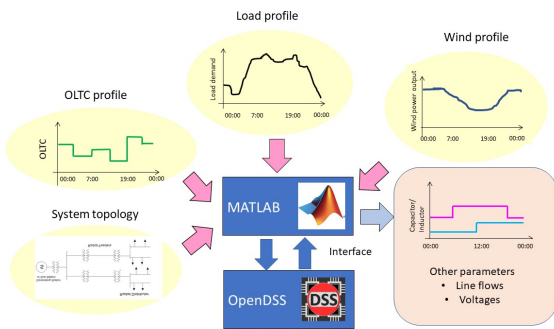 Load profile
Load demand
00:00 7:00 19:00 00:00
Wind profile
Wind power output
00:00 7:00 19:00 00:00
OLTC profile
OLTC
00:00 7:00 19:00 00:00
System topology
MATLAB
Interface
OpenDSS
DSS
Capacitor/
Inductor
00:00 12:00 00:00
Other parameters
• Line flows
• Voltages